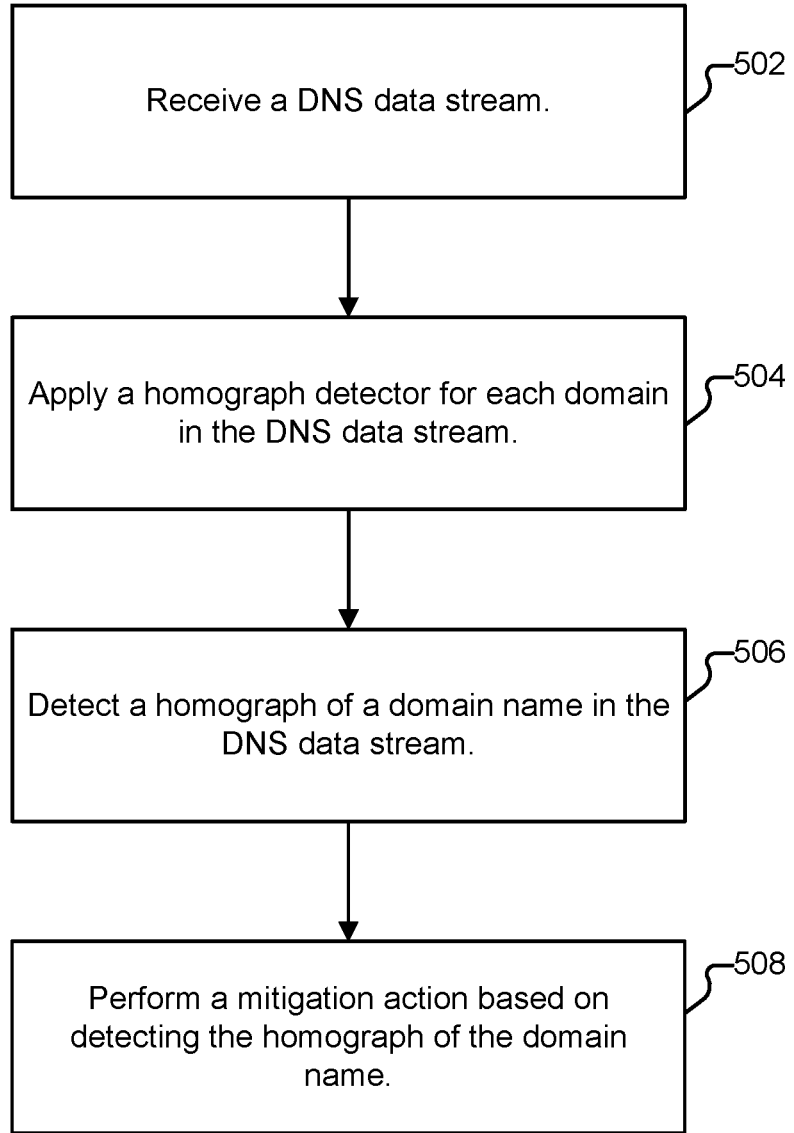 Receive a DNS data stream.
502
Apply a homograph detector for each domain
in the DNS data stream.
504
Detect a homograph of a domain name in the
DNS data stream.
506
Perform a mitigation action based on
detecting the homograph of the domain
name.
508